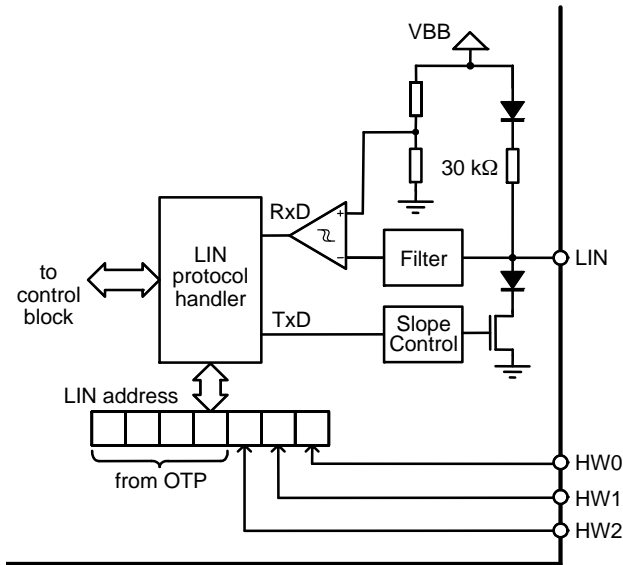 VBB
30 kΩ
RxD
+
−
LIN
protocol
handler
Filter
LIN
to
control
block
TxD
Slope
Control
LIN address
from OTP
HW0
HW1
HW2